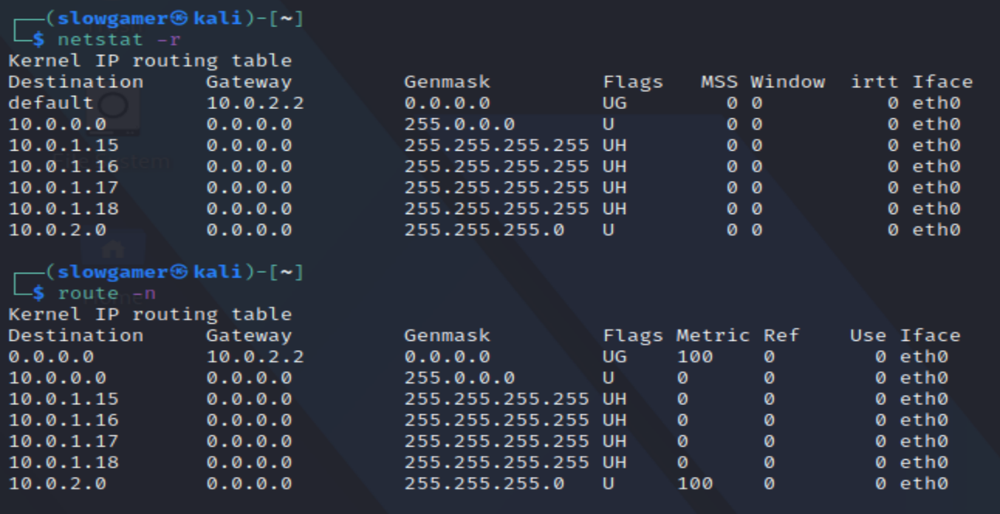 ┌──(slowgamer㉿kali)-[~]
└─$ netstat -r
Kernel IP routing table
Destination     Gateway         Genmask         Flags   MSS Window  irtt Iface
default         10.0.2.2        0.0.0.0         UG        0 0          0 eth0
10.0.0.0        0.0.0.0         255.0.0.0       U         0 0          0 eth0
10.0.1.15       0.0.0.0         255.255.255.255 UH        0 0          0 eth0
10.0.1.16       0.0.0.0         255.255.255.255 UH        0 0          0 eth0
10.0.1.17       0.0.0.0         255.255.255.255 UH        0 0          0 eth0
10.0.1.18       0.0.0.0         255.255.255.255 UH        0 0          0 eth0
10.0.2.0        0.0.0.0         255.255.255.0   U         0 0          0 eth0
┌──(slowgamer㉿kali)-[~]
└─$ route -n
Kernel IP routing table
Destination     Gateway         Genmask         Flags Metric Ref    Use Iface
0.0.0.0         10.0.2.2        0.0.0.0         UG    100    0        0 eth0
10.0.0.0        0.0.0.0         255.0.0.0       U     0      0        0 eth0
10.0.1.15       0.0.0.0         255.255.255.255 UH    0      0        0 eth0
10.0.1.16       0.0.0.0         255.255.255.255 UH    0      0        0 eth0
10.0.1.17       0.0.0.0         255.255.255.255 UH    0      0        0 eth0
10.0.1.18       0.0.0.0         255.255.255.255 UH    0      0        0 eth0
10.0.2.0        0.0.0.0         255.255.255.0   U     100    0        0 eth0